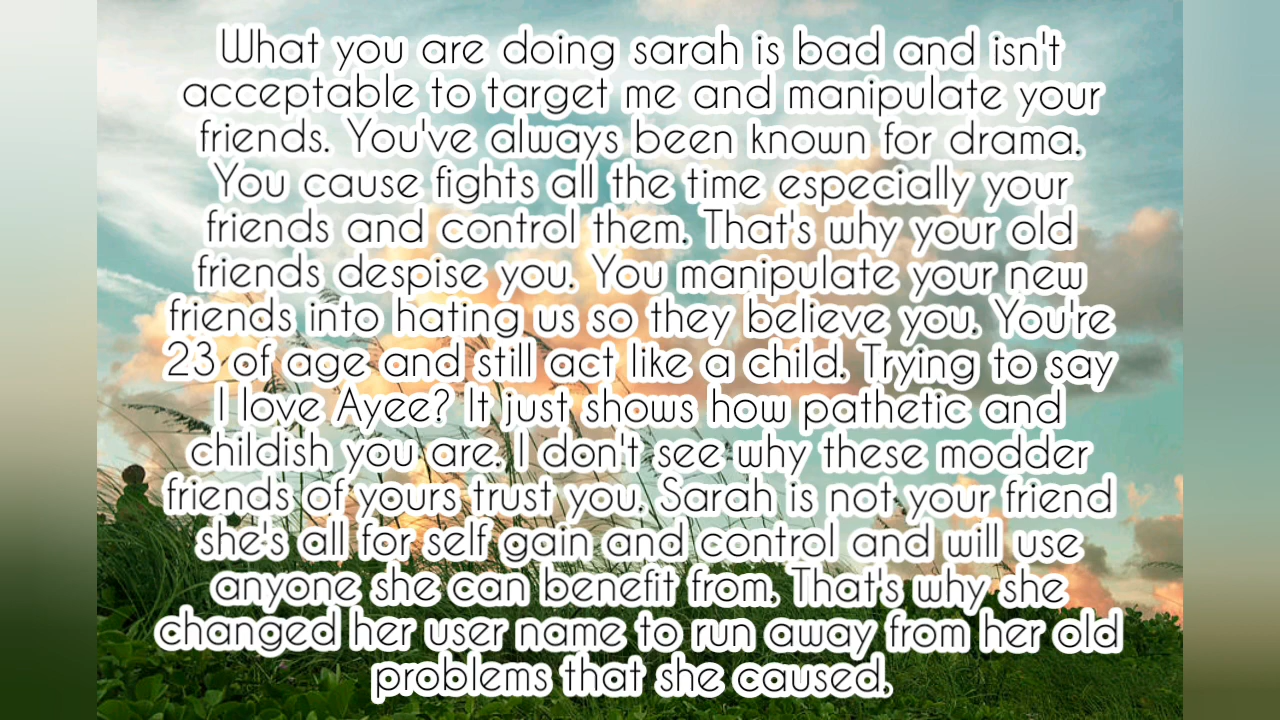 What you are doing sarah is bad and isn't
acceptable to target me and manipulate your
friends. You've always been known for drama.
You cause fights all the time especially your
friends and control them. That's why your old
friends despise you. You manipulate your new
friends into hating us so they believe you. You're
23 of age and still act like a child. Trying to say
I love Ayee? It just shows how pathetic and
childish you are. I don't see why these modder
friends of yours trust you. Sarah is not your friend
she's all for self gain and control and will use
anyone she can benefit from. That's why she
changed her user name to run away from her old
problems that she caused.